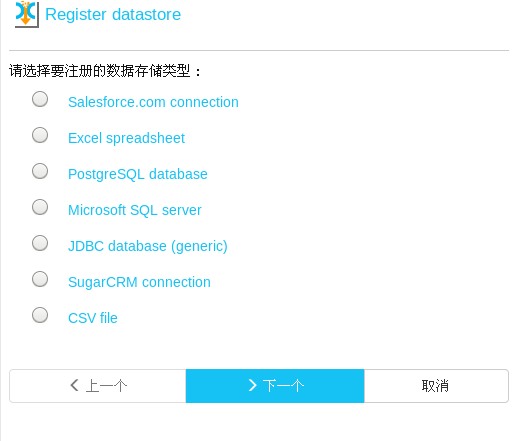 Register datastore
请选择要注册的数据存储类型：
Salesforce.com connection
Excel spreadsheet
PostgreSQL database
Microsoft SQL server
JDBC database (generic)
SugarCRM connection
CSV file
上一个 下一个 取消